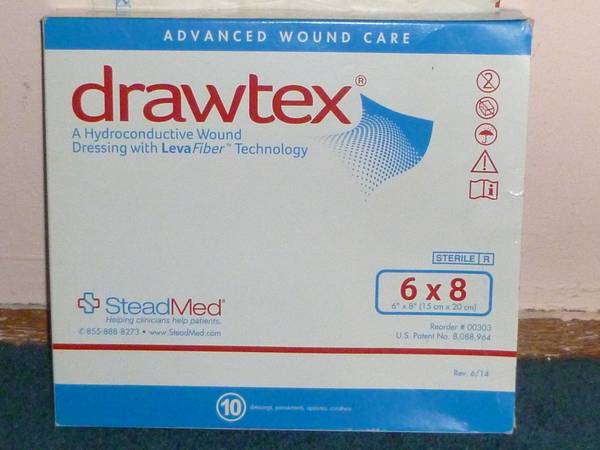 ADVANCED WOUND CARE
drawtex®
A Hydroconductive Wound
Dressing with LevaFiber™ Technology
2
i
STERILE R
6 x 8
6" x 8" (15 cm x 20 cm)
SteadMed®
Helping clinicians help patients.
✆ 855-888-8273 • www.SteadMed.com
Reorder # 00303
U.S. Patent No. 8,088,964
Rev. 6/14
10